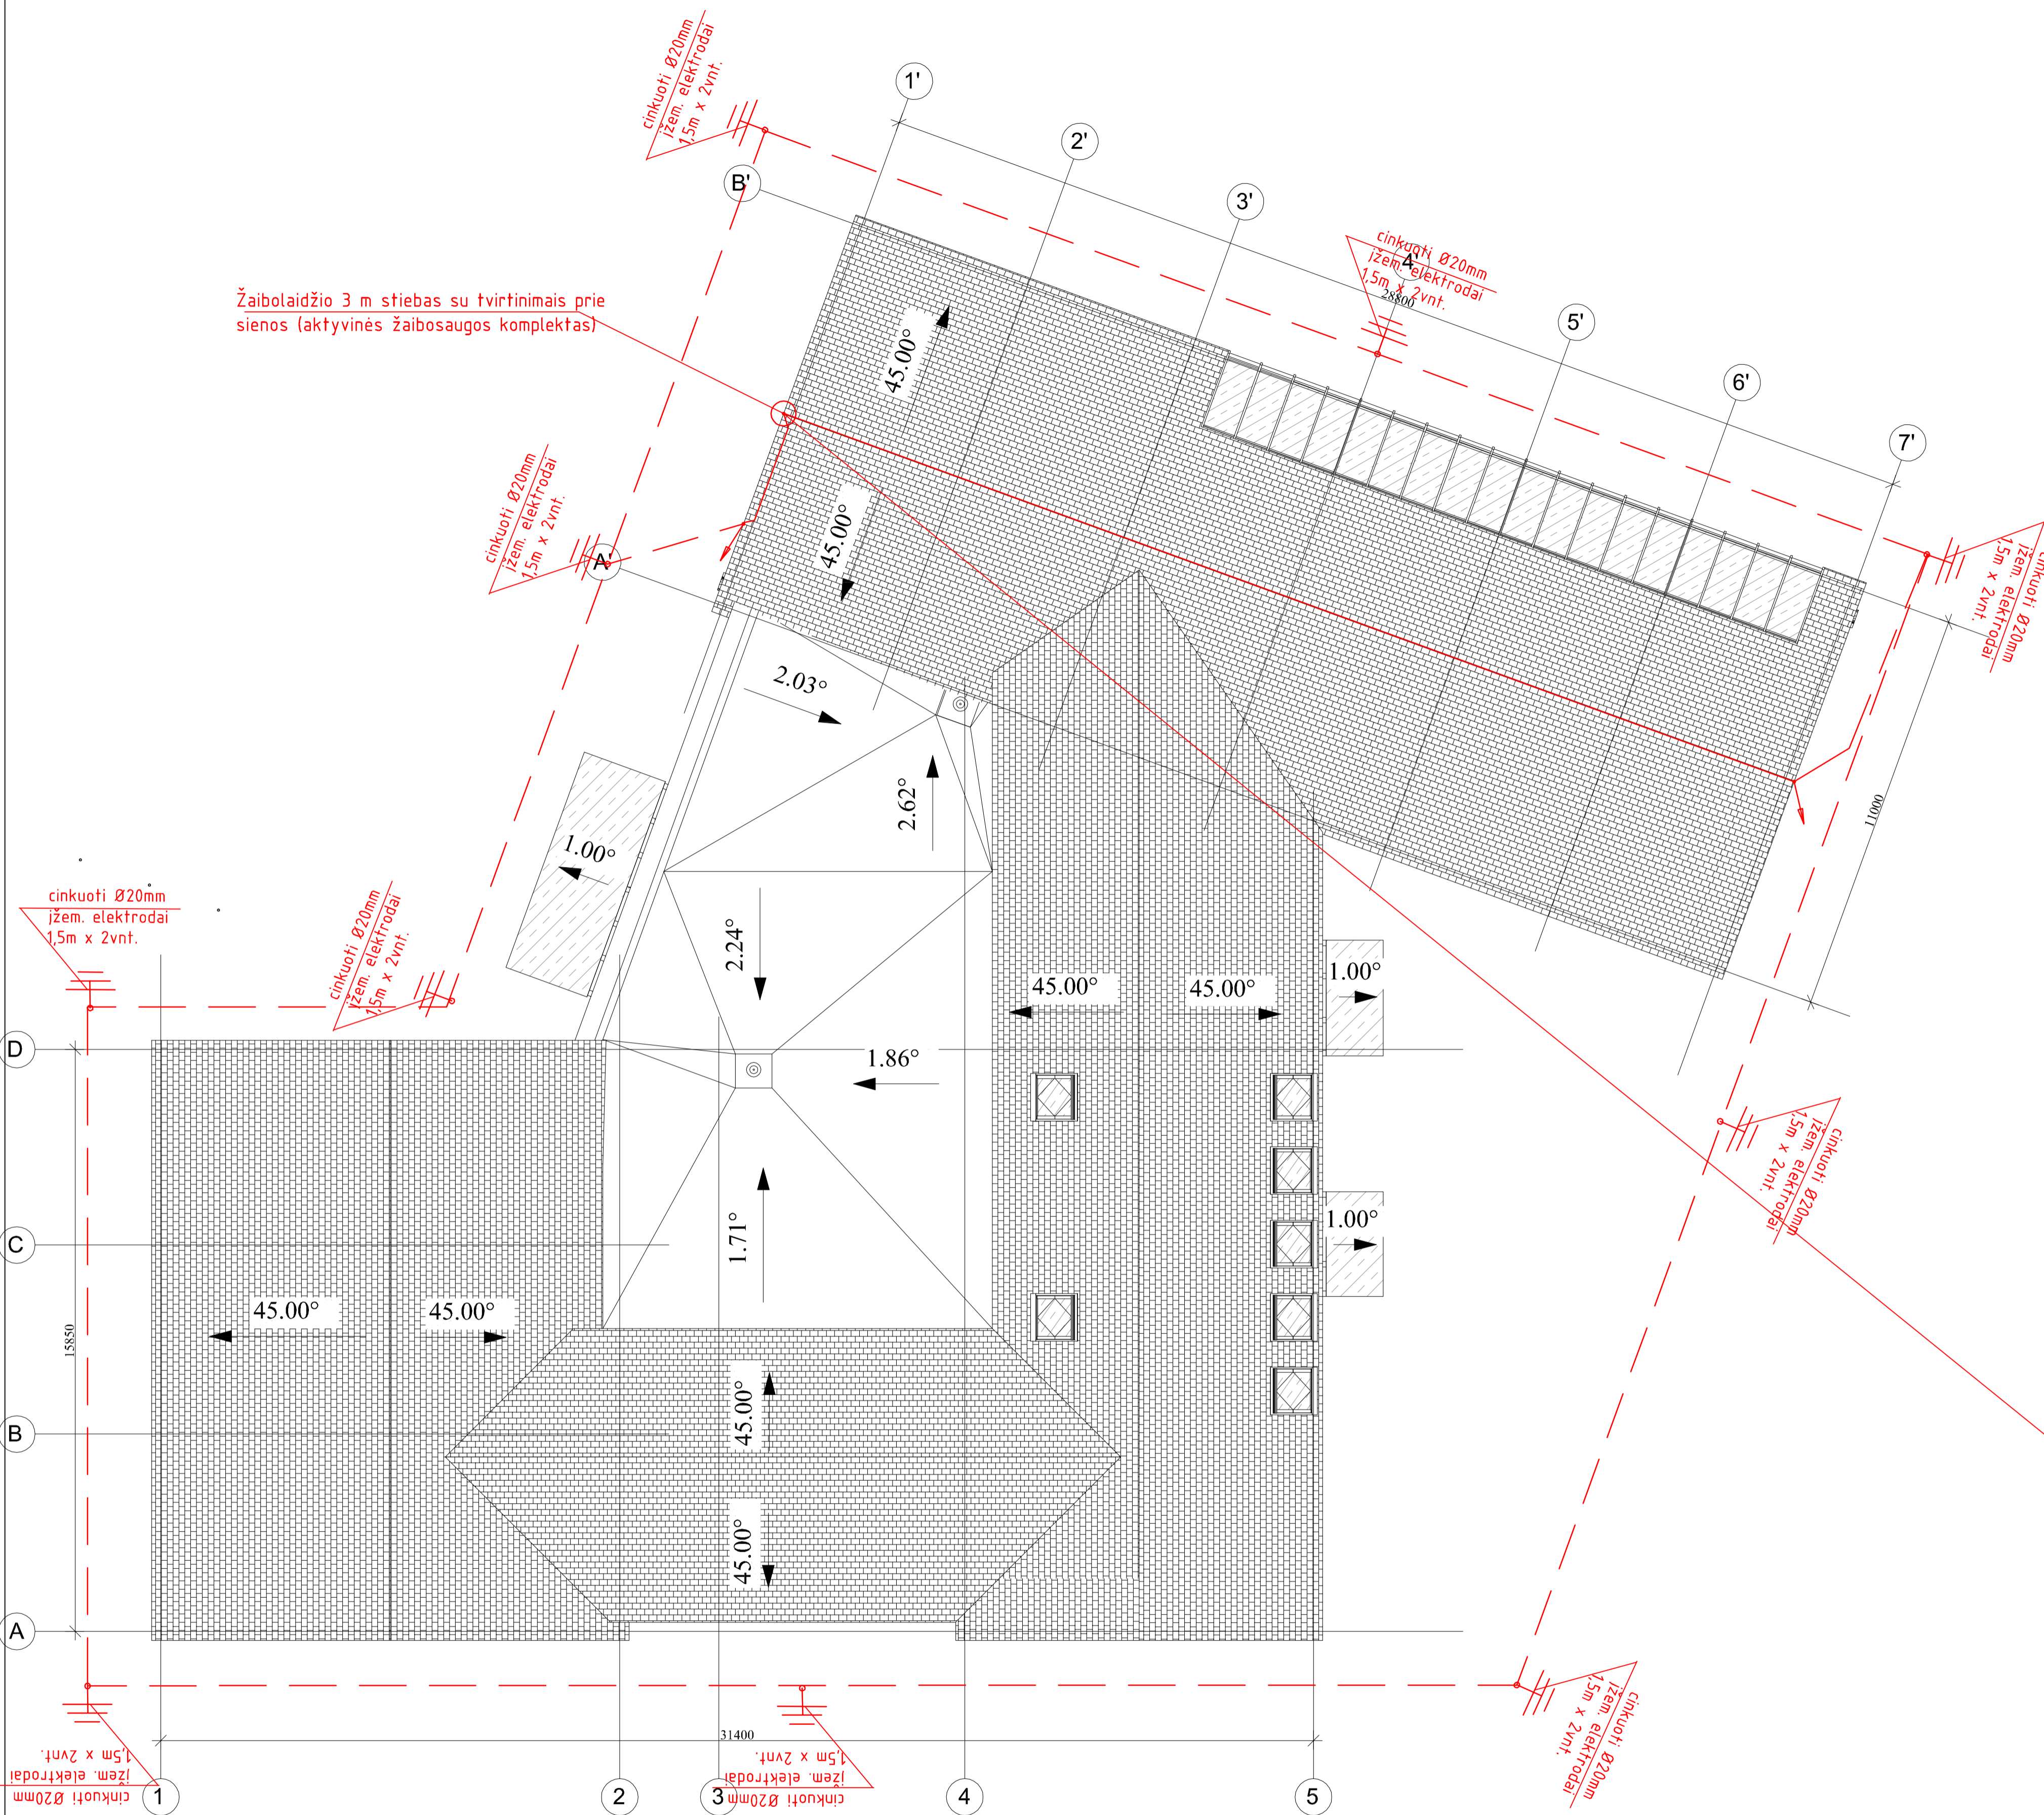 cinkuoti Ø20mm
įžem. elektrodai
1,5m x 2vnt.
1'
2'
B'
3'
cinkuoti Ø20mm
įžem. elektrodai
1,5m x 2vnt.
4'
28800
Žaibolaidžio 3 m stiebas su tvirtinimais prie
sienos (aktyvinės žaibosaugos komplektas)
5'
45.00°
6'
7'
cinkuoti Ø20mm
įžem. elektrodai
1,5m x 2vnt.
A'
45.00°
cinkuoti Ø20mm
įžem. elektrodai
1,5m x 2vnt.
2.03°
2.62°
11000
1.00°
cinkuoti Ø20mm
įžem. elektrodai
1,5m x 2vnt.
cinkuoti Ø20mm
įžem. elektrodai
1,5m x 2vnt.
2.24°
45.00°
45.00°
1.00°
D
1.86°
cinkuoti Ø20mm
įžem. elektrodai
1,5m x 2vnt.
1.71°
1.00°
C
45.00°
45.00°
15850
45.00°
B
45.00°
A
cinkuoti Ø20mm
įžem. elektrodai
1,5m x 2vnt.
31400
cinkuoti Ø20mm
įžem. elektrodai
1,5m x 2vnt.
cinkuoti Ø20mm
įžem. elektrodai
1,5m x 2vnt.
1
2
3
4
5